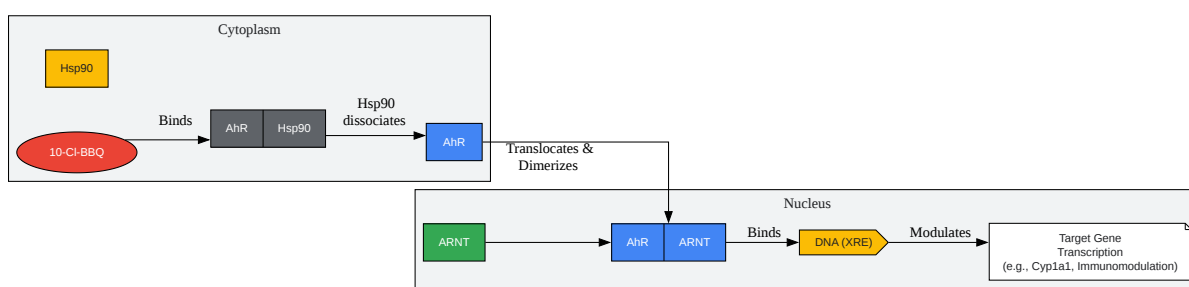 Cytoplasm
Hsp90
10-Cl-BBQ
Binds
AhR
Hsp90
Hsp90
dissociates
AhR
Translocates &
Dimerizes
Nucleus
ARNT
AhR
ARNT
Binds
DNA (XRE)
Modulates
Target Gene
Transcription
(e.g., Cyp1a1, Immunomodulation)